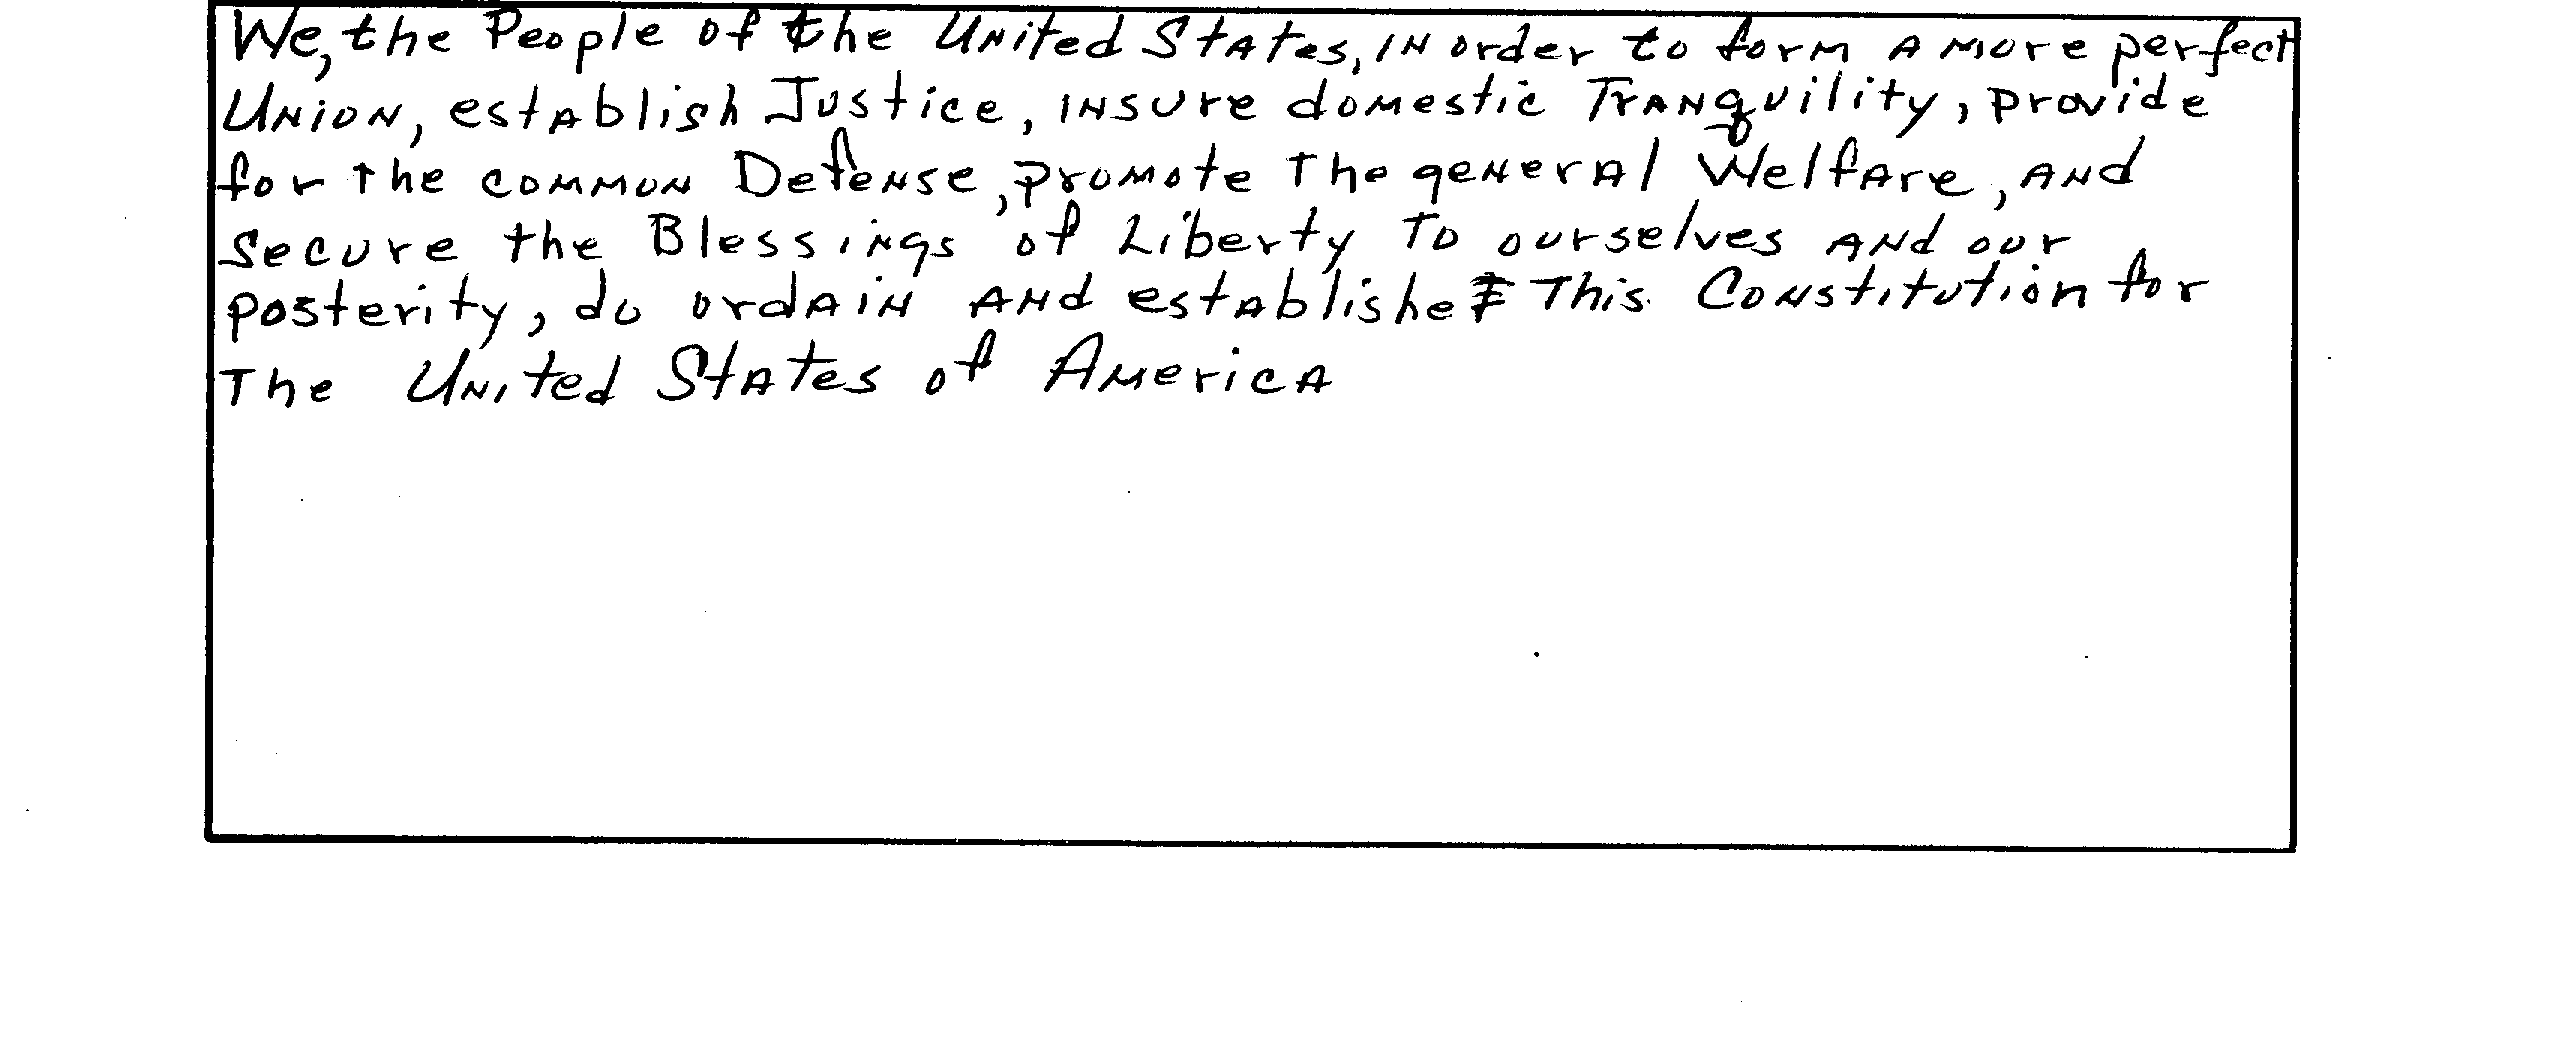 We, the People of the United States, in order to form a more perfect
Union, establish Justice, insure domestic Tranquility, provide
for the common Defense, promote the general Welfare, and
secure the Blessings of Liberty to ourselves and our
posterity, do ordain and establishe This Constitution for
The United States of America